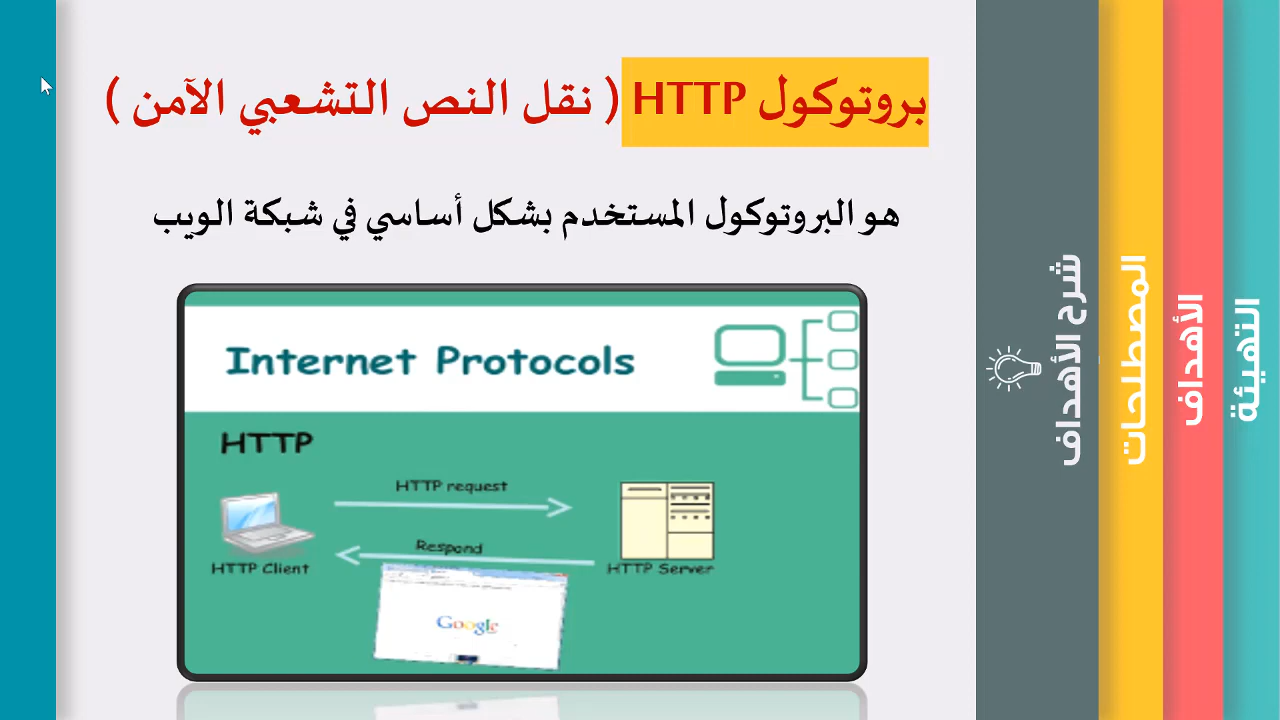 بروتوكول HTTP ( نقل النص التشعبي الآمن )
هو البروتوكول المستخدم بشكل أساسي في شبكة الويب
Internet Protocols
HTTP
HTTP request
Respond
HTTP Client
HTTP Server
Google
شرح الأهداف
المصطلحات
الأهداف
التهيئة